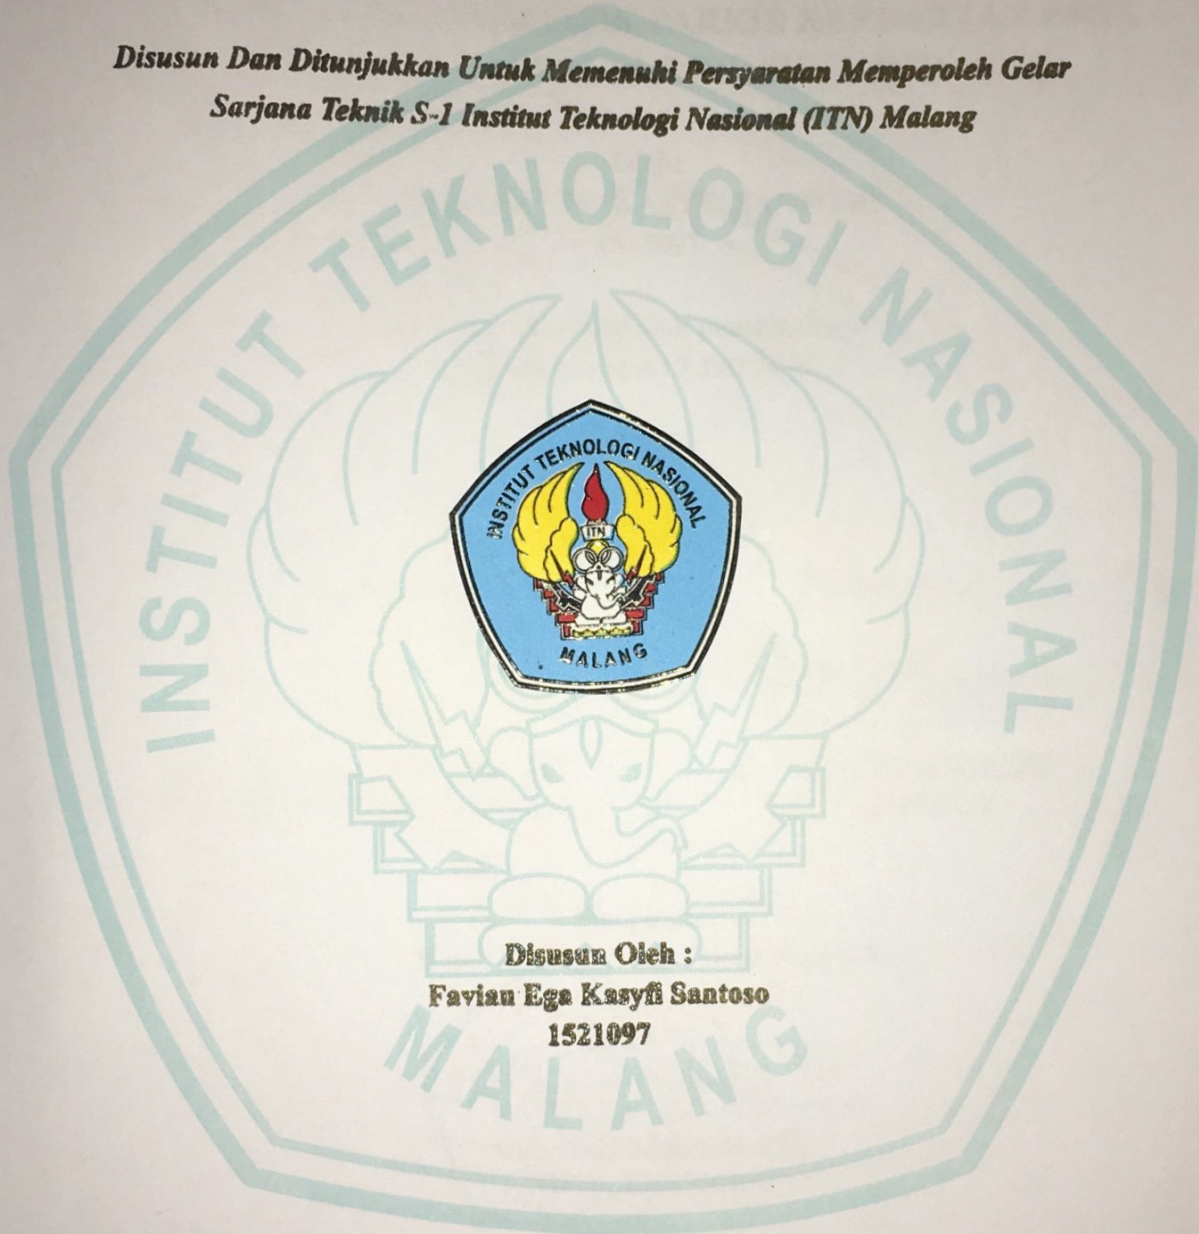 Disusun Dan Ditunjukkan Untuk Memenuhi Persyaratan Memperoleh Gelar
Sarjana Teknik S-1 Institut Teknologi Nasional (ITN) Malang
INSTITUT TEKNOLOGI NASIONAL
INSTITUT TEKNOLOGI NASIONAL
ITN
MALANG
Disusun Oleh :
Favian Ega Kasyfi Santoso
1521097
MALANG